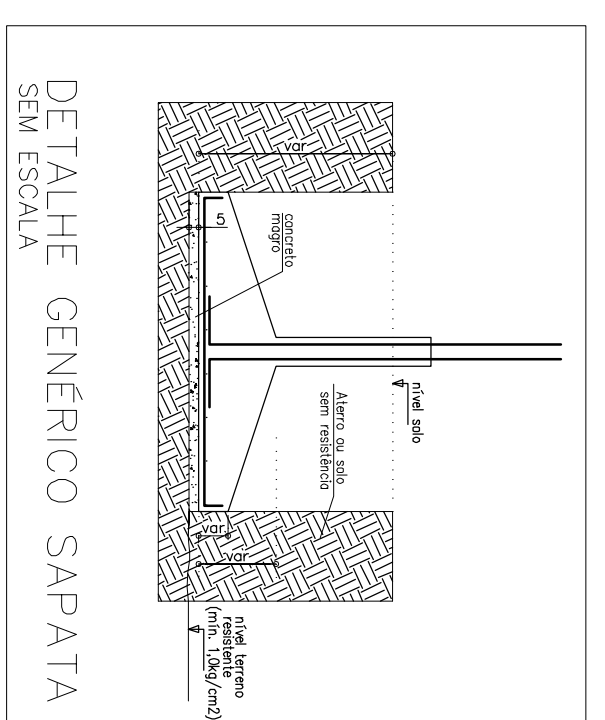 var
5
concreto
magro
nível solo
Aterro ou solo
sem resistência
var
var
nível terreno
resistente
(mín. 1,0kg/cm2)
DETALHE GENÉRICO SAPATA
SEM ESCALA